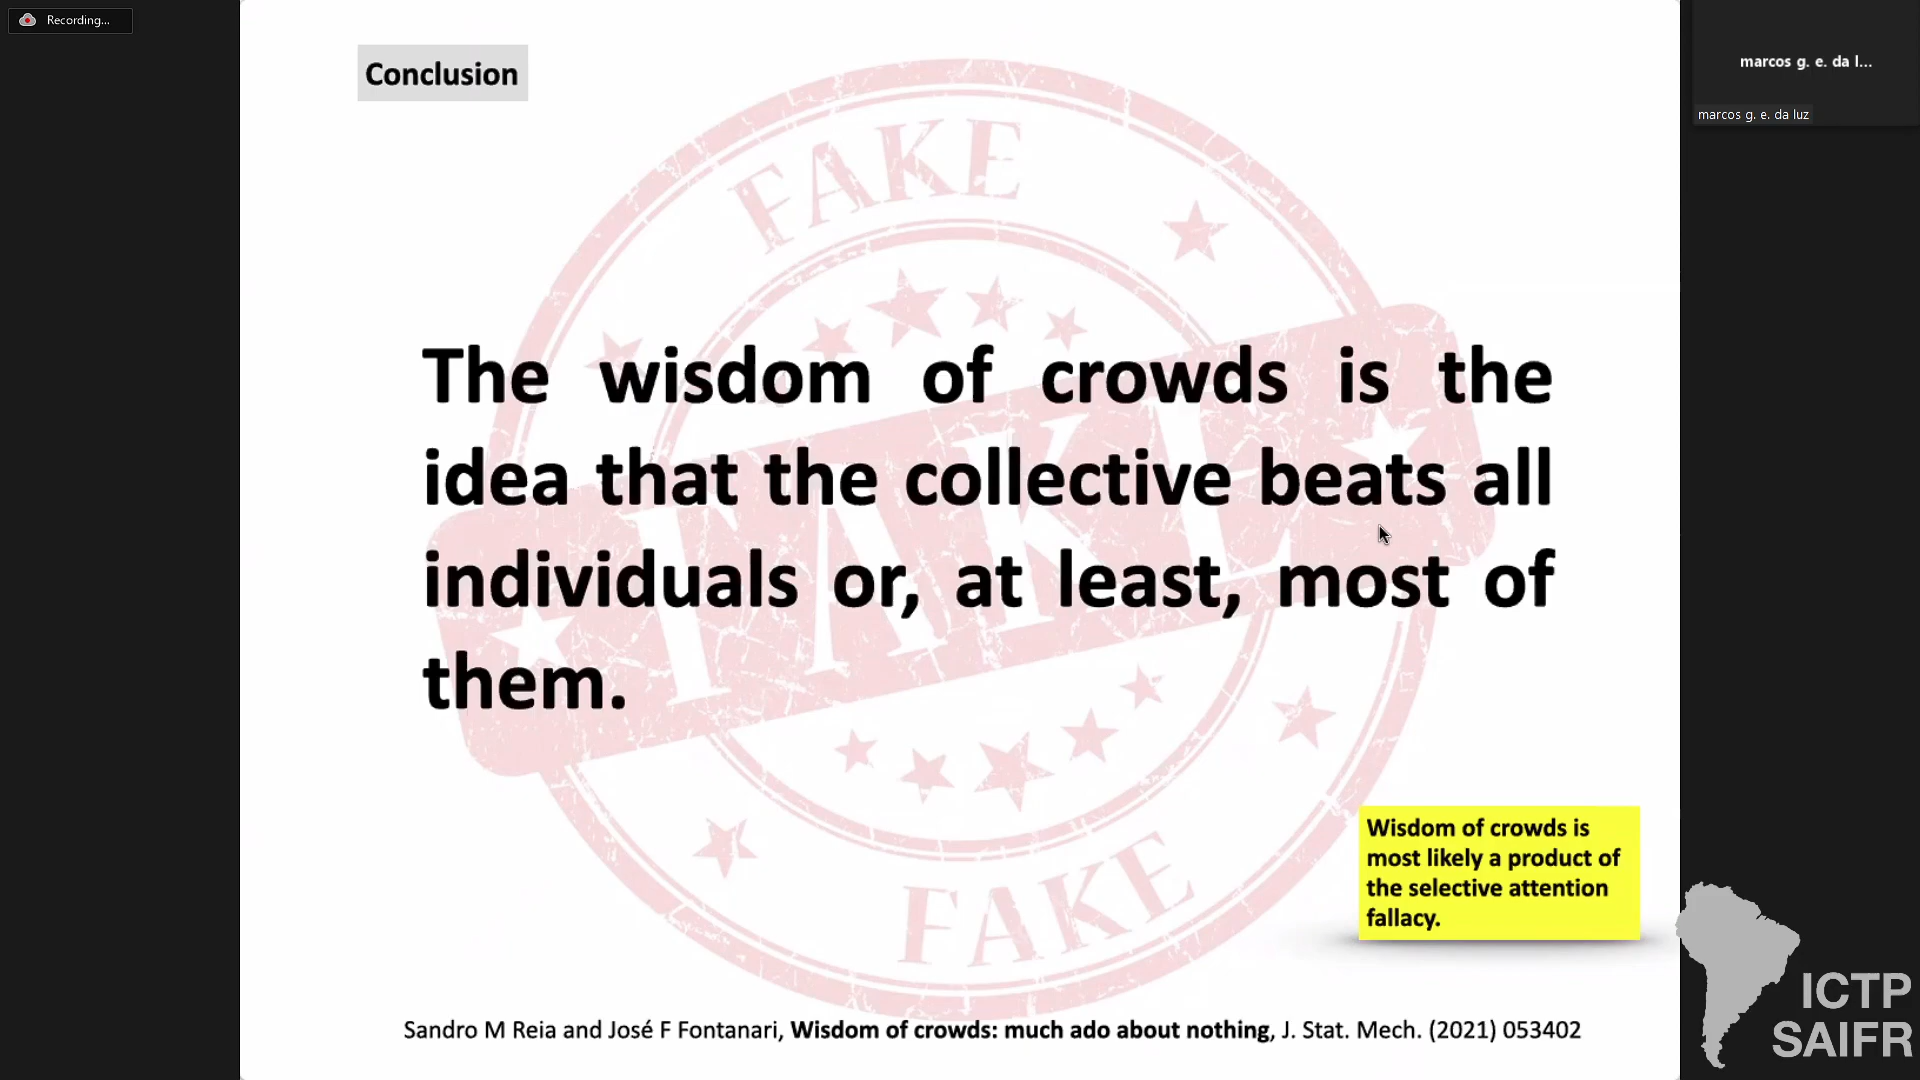 Recording...
Conclusion
marcos g. e. da l...
marcos g. e. da luz
FAKE
The wisdom of crowds is the
idea that the collective beats all
individuals or, at least, most of
them.
FAKE
FAKE
Wisdom of crowds is
most likely a product of
the selective attention
fallacy.
Sandro M Reia and José F Fontanari, Wisdom of crowds: much ado about nothing, J. Stat. Mech. (2021) 053402
ICTP
SAIFR